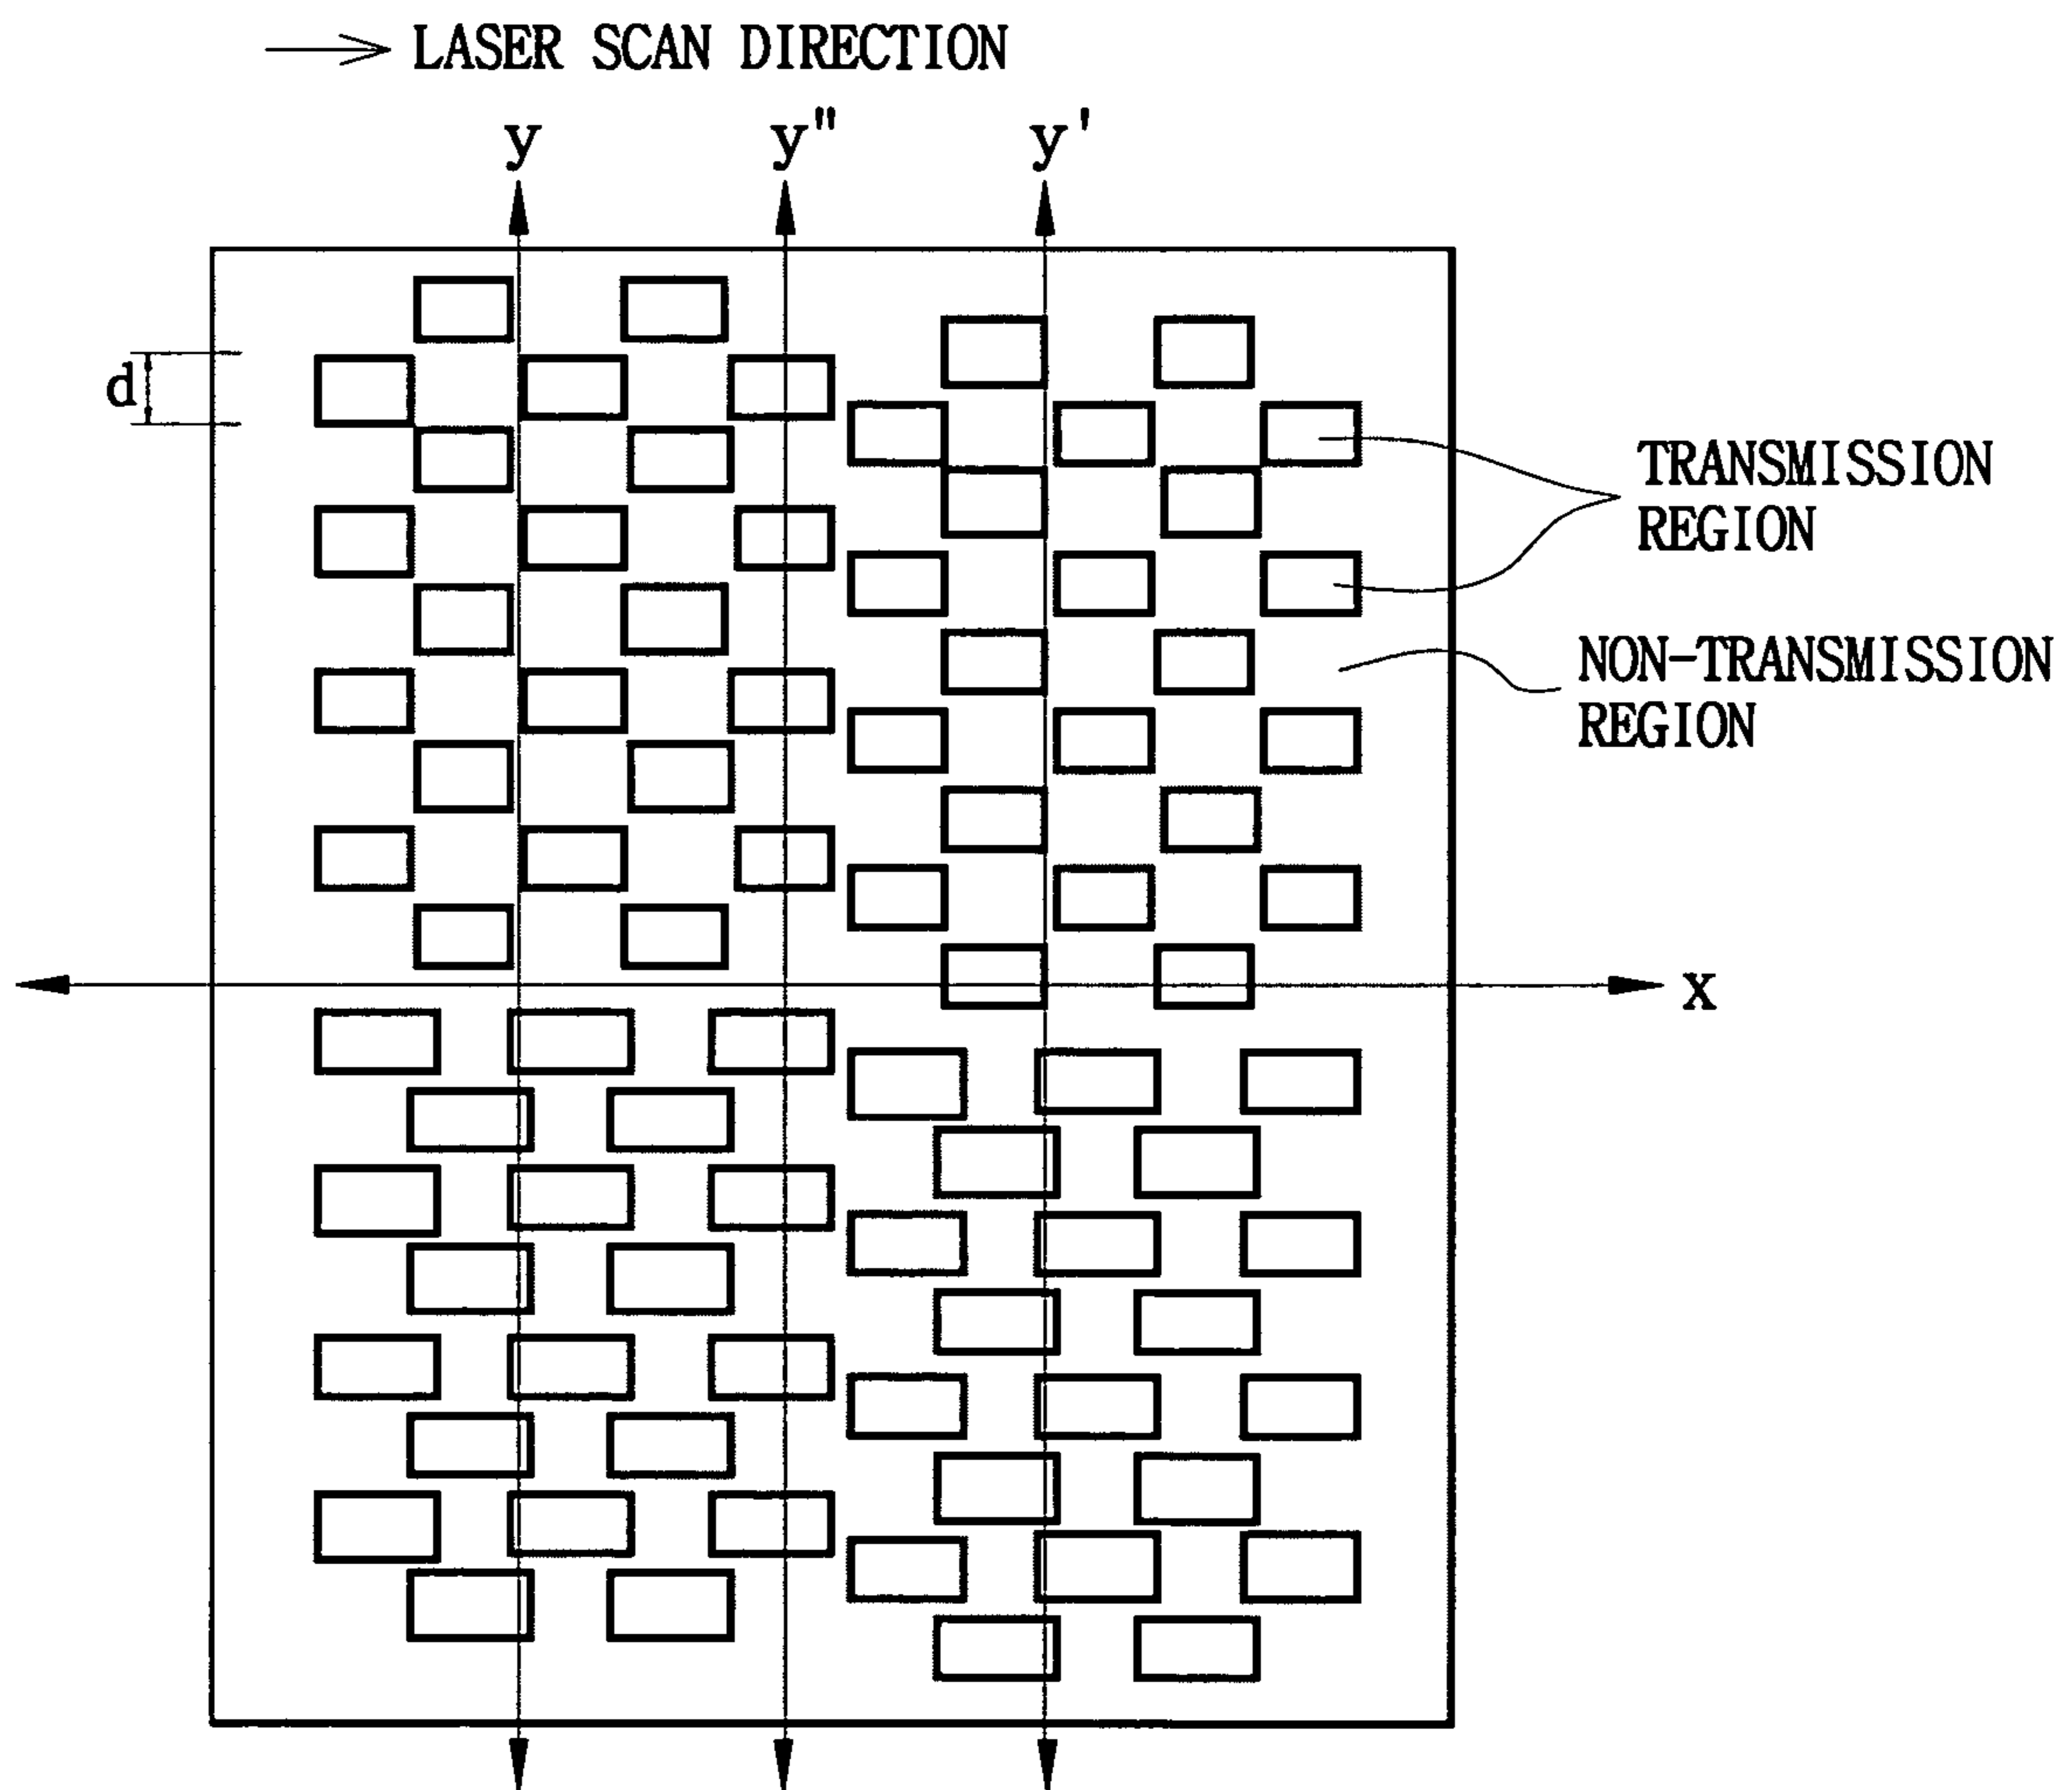 LASER SCAN DIRECTION
y
y"
y'
d
TRANSMISSION
REGION
NON-TRANSMISSION
REGION
x